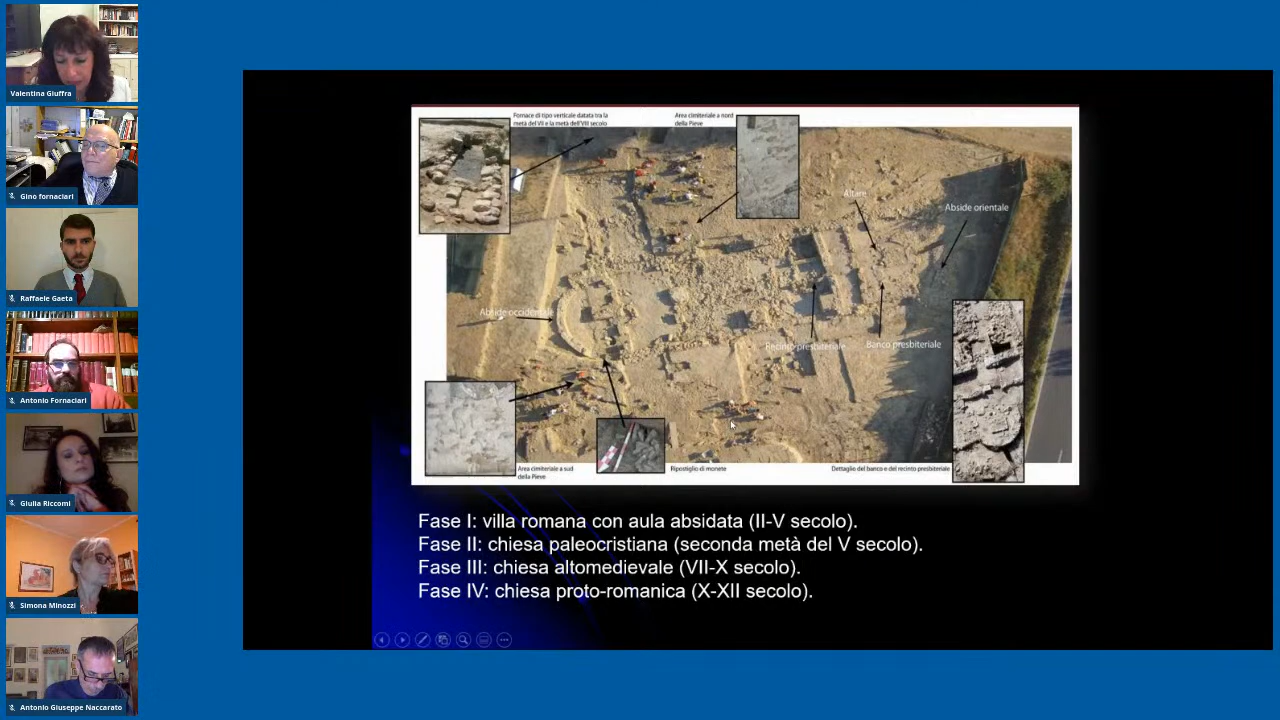 Valentina Giuffra
Gino fornaciari
Raffaele Gaeta
Antonio Fornaciari
Giulia Riccomi
Simona Minozzi
Antonio Giuseppe Naccarato
Fornace di tipo verticale datata tra la
metà del VII e la metà dell'VIII secolo
Area cimiteriale a nord
della Pieve
Altare
Abside orientale
Abside occidentale
Recinto presbiteriale
Banco presbiteriale
Area cimiteriale a sud
della Pieve
Ripostiglio di monete
Dettaglio del banco e del recinto presbiteriale
Fase I: villa romana con aula absidata (II-V secolo).
Fase II: chiesa paleocristiana (seconda metà del V secolo).
Fase III: chiesa altomedievale (VII-X secolo).
Fase IV: chiesa proto-romanica (X-XII secolo).